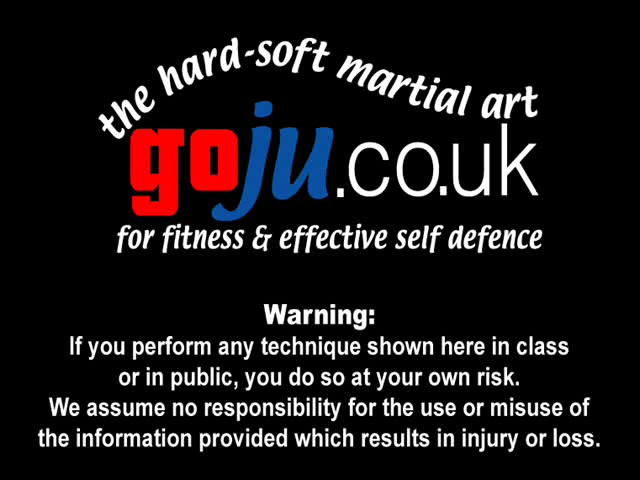 the hard-soft martial art
goju.co.uk
for fitness & effective self defence
Warning:
If you perform any technique shown here in class
or in public, you do so at your own risk.
We assume no responsibility for the use or misuse of
the information provided which results in injury or loss.